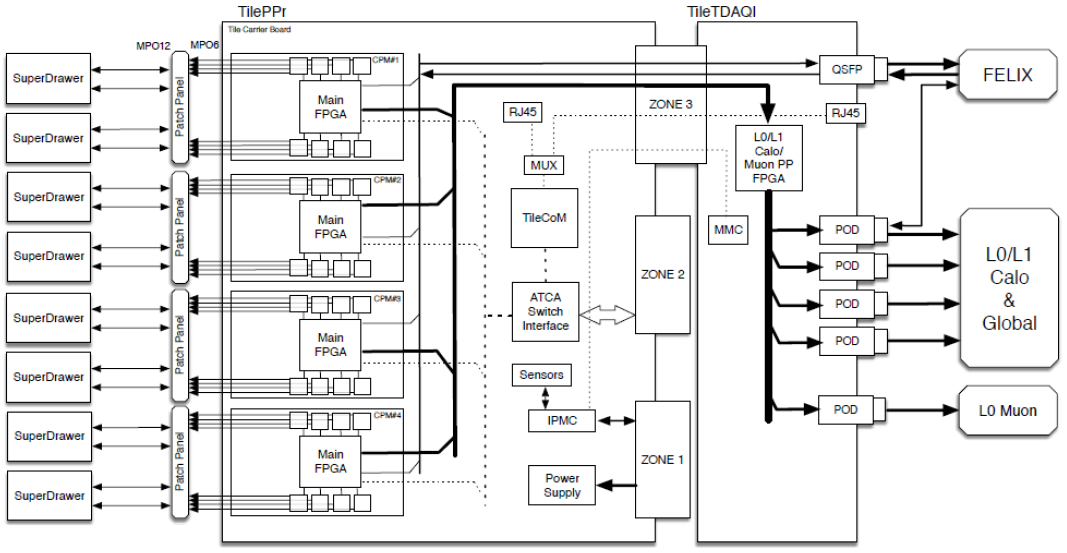 TilePPr
TileTDAQI
Tile Carrier Board
MPO12
MPO6
SuperDrawer
SuperDrawer
SuperDrawer
SuperDrawer
SuperDrawer
SuperDrawer
SuperDrawer
SuperDrawer
Patch Panel
Patch Panel
Patch Panel
Patch Panel
CPM#1
Main
FPGA
CPM#2
Main
FPGA
CPM#3
Main
FPGA
CPM#4
Main
FPGA
RJ45
MUX
TileCoM
ATCA
Switch
Interface
Sensors
IPMC
Power
Supply
ZONE 3
ZONE 2
ZONE 1
QSFP
RJ45
L0/L1
Calo/
Muon PP
FPGA
MMC
POD
POD
POD
POD
POD
FELIX
L0/L1
Calo
&
Global
L0 Muon